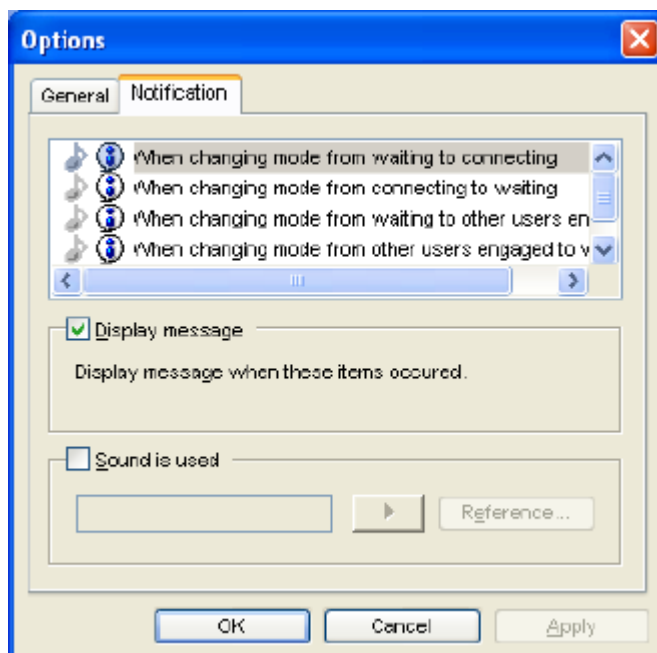 Options
General
Notification
When changing mode from waiting to connecting
When changing mode from connecting to waiting
When changing mode from waiting to other users en
When changing mode from other users engaged to
Display message
Display message when these items occured.
Sound is used
Reference...
OK
Cancel
Apply